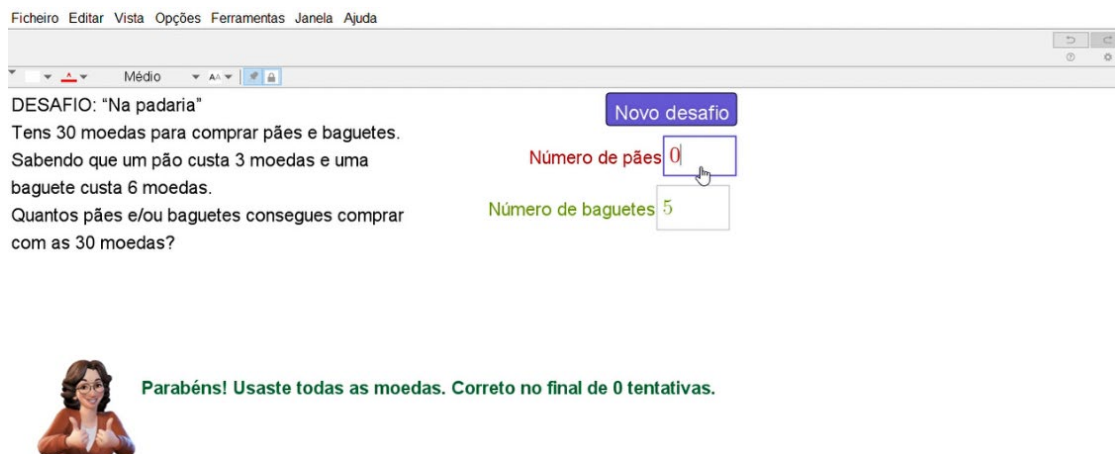 Ficheiro Editar Vista Opções Ferramentas Janela Ajuda
A Médio AA
DESAFIO: “Na padaria”
Tens 30 moedas para comprar pães e baguetes.
Sabendo que um pão custa 3 moedas e uma
baguete custa 6 moedas.
Quantos pães e/ou baguetes consegues comprar
com as 30 moedas?
Novo desafio
Número de pães 0
Número de baguetes 5
Parabéns! Usaste todas as moedas. Correto no final de 0 tentativas.